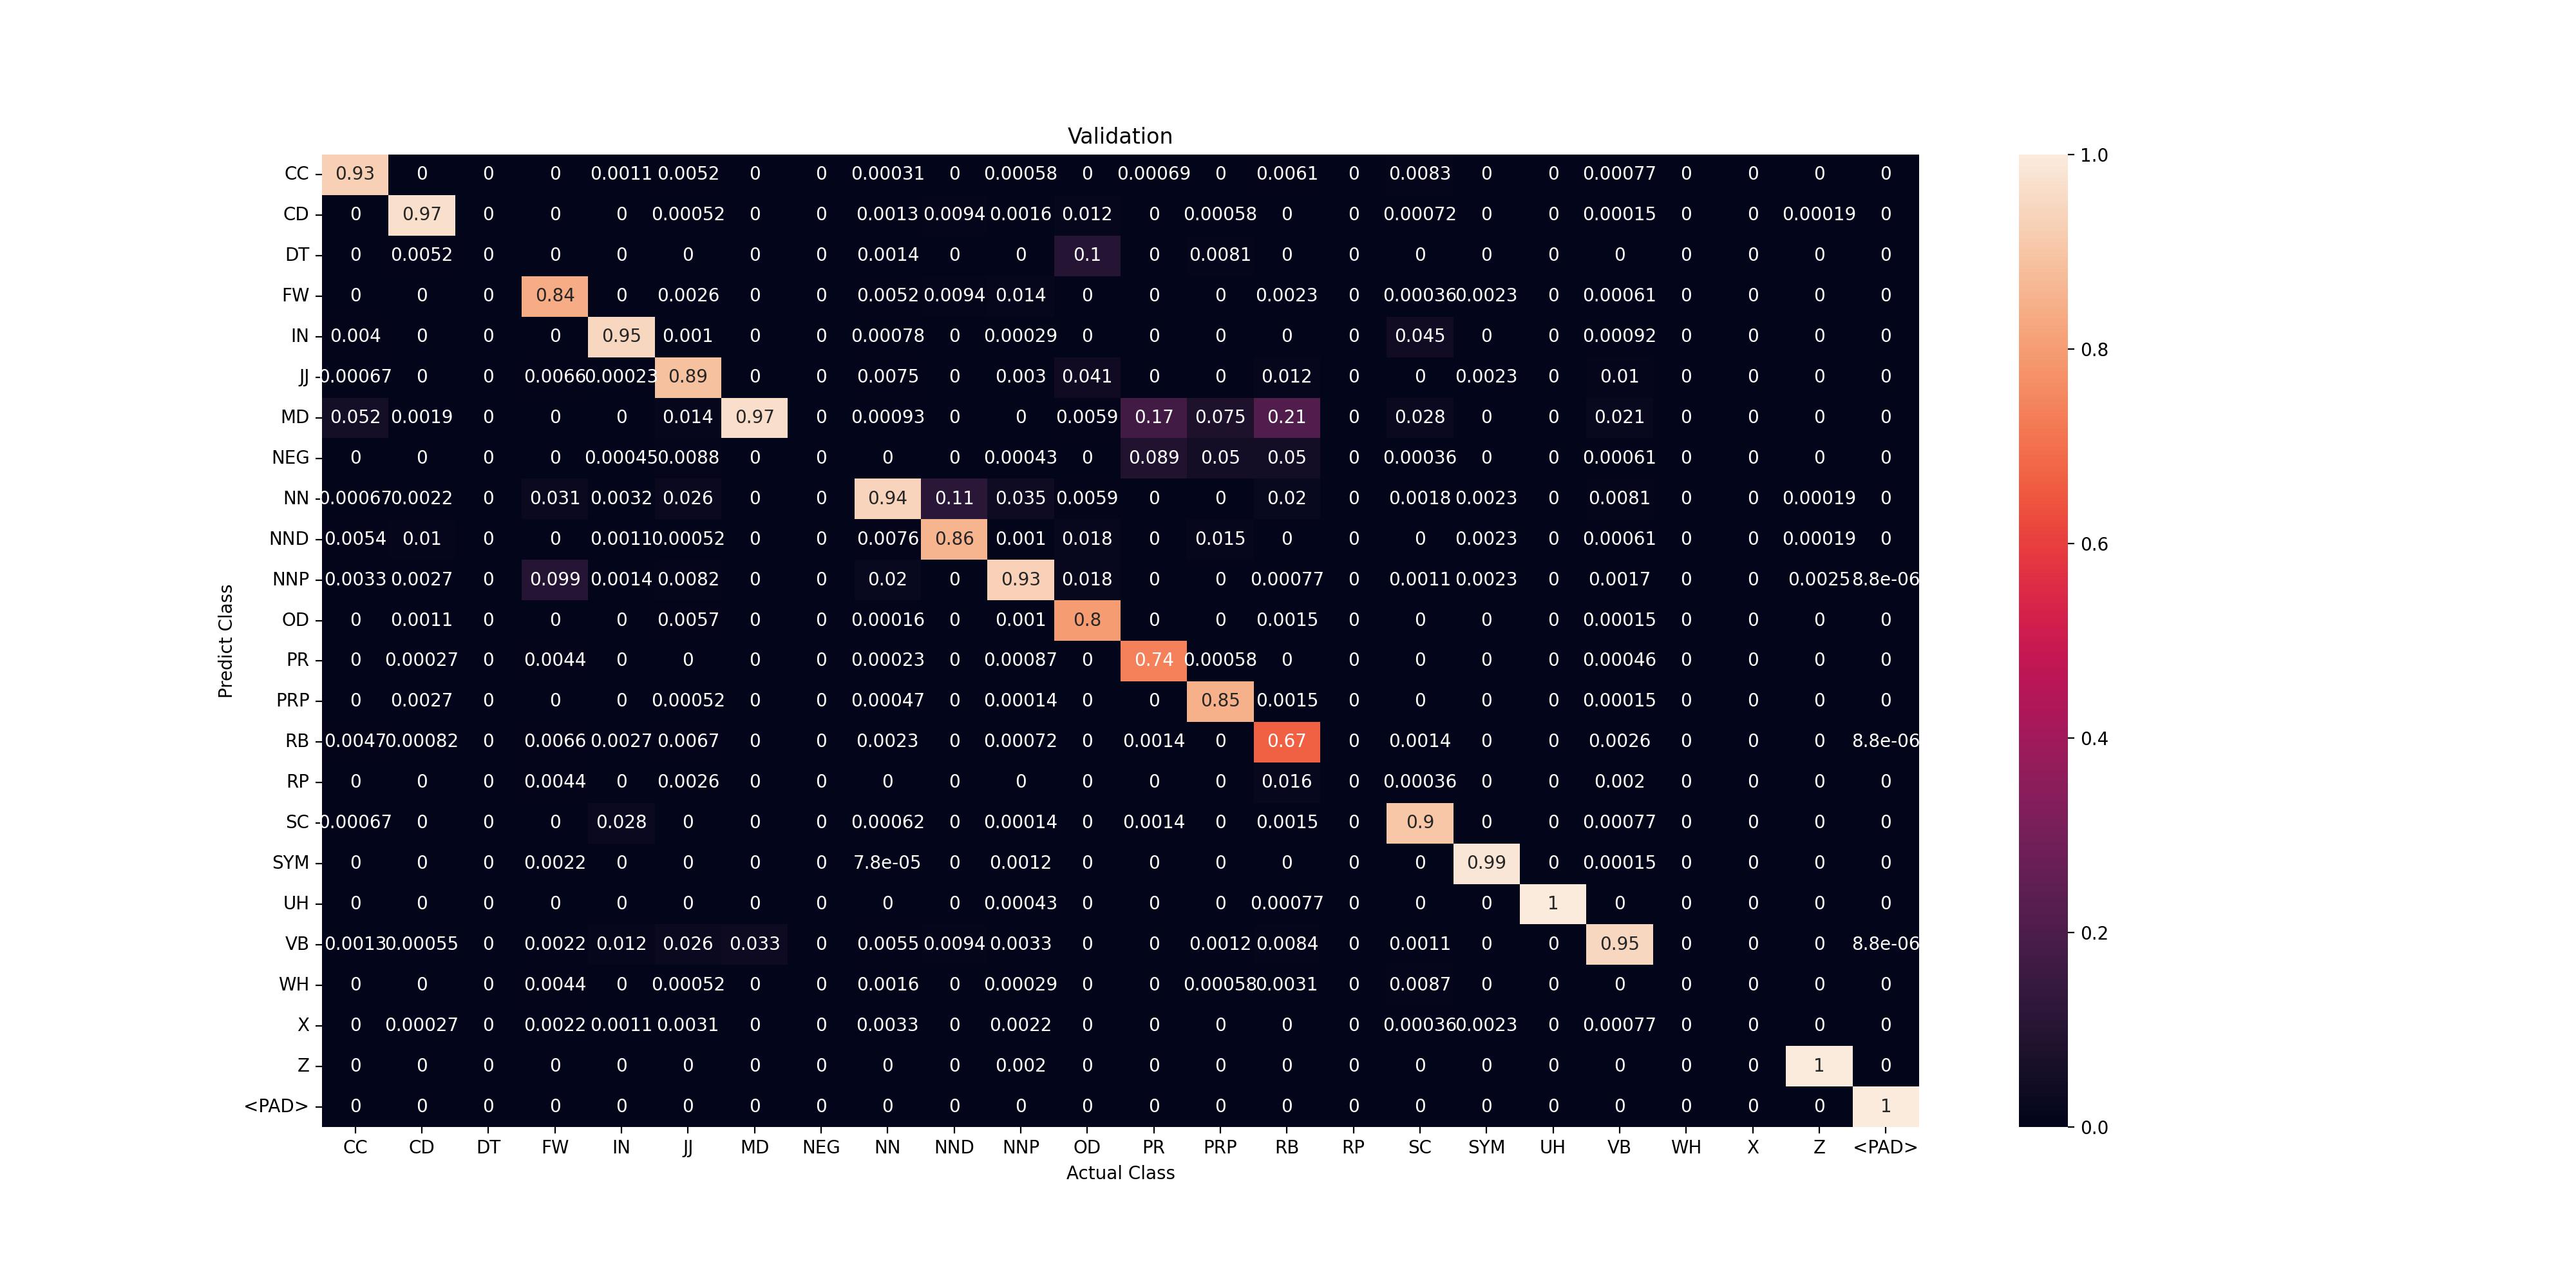 Validation
CC 0.93 0 0 0 0.0011 0.0052 0 0 0.00031 0 0.00058 0 0.00069 0 0.0061 0 0.0083 0 0 0.00077 0 0 0 0
CD 0 0.97 0 0 0 0.00052 0 0 0.0013 0.0094 0.0016 0.012 0 0.00058 0 0 0.00072 0 0 0.00015 0 0 0.00019 0
DT 0 0.0052 0 0 0 0 0 0 0.0014 0 0 0.1 0 0.0081 0 0 0 0 0 0 0 0 0 0
FW 0 0 0 0.84 0 0.0026 0 0 0.0052 0.0094 0.014 0 0 0 0.0023 0 0.00036 0.0023 0 0.00061 0 0 0 0
IN 0.004 0 0 0 0.95 0.001 0 0 0.00078 0 0.00029 0 0 0 0 0 0.045 0 0 0.00092 0 0 0 0
JJ 0.00067 0 0 0.0066 0.00023 0.89 0 0 0.0075 0 0.003 0.041 0 0 0.012 0 0 0.0023 0 0.01 0 0 0 0
MD 0.052 0.0019 0 0 0 0.014 0.97 0 0.00093 0 0 0.0059 0.17 0.075 0.21 0 0.028 0 0 0.021 0 0 0 0
NEG 0 0 0 0 0.00045 0.0088 0 0 0 0 0.00043 0 0.089 0.05 0.05 0 0.00036 0 0 0.00061 0 0 0 0
NN 0.00067 0.0022 0 0.031 0.0032 0.026 0 0 0.94 0.11 0.035 0.0059 0 0 0.02 0 0.0018 0.0023 0 0.0081 0 0 0.00019 0
NND 0.0054 0.01 0 0 0.0011 0.00052 0 0 0.0076 0.86 0.001 0.018 0 0.015 0 0 0 0.0023 0 0.00061 0 0 0.00019 0
NNP 0.0033 0.0027 0 0.099 0.0014 0.0082 0 0 0.02 0 0.93 0.018 0 0 0.00077 0 0.0011 0.0023 0 0.0017 0 0 0.0025 8.8e-06
OD 0 0.0011 0 0 0 0.0057 0 0 0.00016 0 0.001 0.8 0 0 0.0015 0 0 0 0 0.00015 0 0 0 0
PR 0 0.00027 0 0.0044 0 0 0 0 0.00023 0 0.00087 0 0.74 0.00058 0 0 0 0 0 0.00046 0 0 0 0
PRP 0 0.0027 0 0 0 0.00052 0 0 0.00047 0 0.00014 0 0 0.85 0.0015 0 0 0 0 0.00015 0 0 0 0
RB 0.0047 0.00082 0 0.0066 0.0027 0.0067 0 0 0.0023 0 0.00072 0 0.0014 0 0.67 0 0.0014 0 0 0.0026 0 0 0 8.8e-06
RP 0 0 0 0.0044 0 0.0026 0 0 0 0 0 0 0 0 0.016 0 0.00036 0 0 0.002 0 0 0 0
SC 0.00067 0 0 0 0.028 0 0 0 0.00062 0 0.00014 0 0.0014 0 0.0015 0 0.9 0 0 0.00077 0 0 0 0
SYM 0 0 0 0.0022 0 0 0 0 7.8e-05 0 0.0012 0 0 0 0 0 0 0.99 0 0.00015 0 0 0 0
UH 0 0 0 0 0 0 0 0 0 0 0.00043 0 0 0 0.00077 0 0 0 1 0 0 0 0 0
VB 0.0013 0.00055 0 0.0022 0.012 0.026 0.033 0 0.0055 0.0094 0.0033 0 0 0.0012 0.0084 0 0.0011 0 0 0.95 0 0 0 8.8e-06
WH 0 0 0 0.0044 0 0.00052 0 0 0.0016 0 0.00029 0 0 0.00058 0.0031 0 0.0087 0 0 0 0 0 0 0
X 0 0.00027 0 0.0022 0.0011 0.0031 0 0 0.0033 0 0.0022 0 0 0 0 0 0.00036 0.0023 0 0.00077 0 0 0 0
Z 0 0 0 0 0 0 0 0 0 0 0.002 0 0 0 0 0 0 0 0 0 0 0 1 0
<PAD> 0 0 0 0 0 0 0 0 0 0 0 0 0 0 0 0 0 0 0 0 0 0 0 1
CC CD DT FW IN JJ MD NEG NN NND NNP OD PR PRP RB RP SC SYM UH VB WH X Z <PAD>
Actual Class
Predict Class
1.0
0.8
0.6
0.4
0.2
0.0